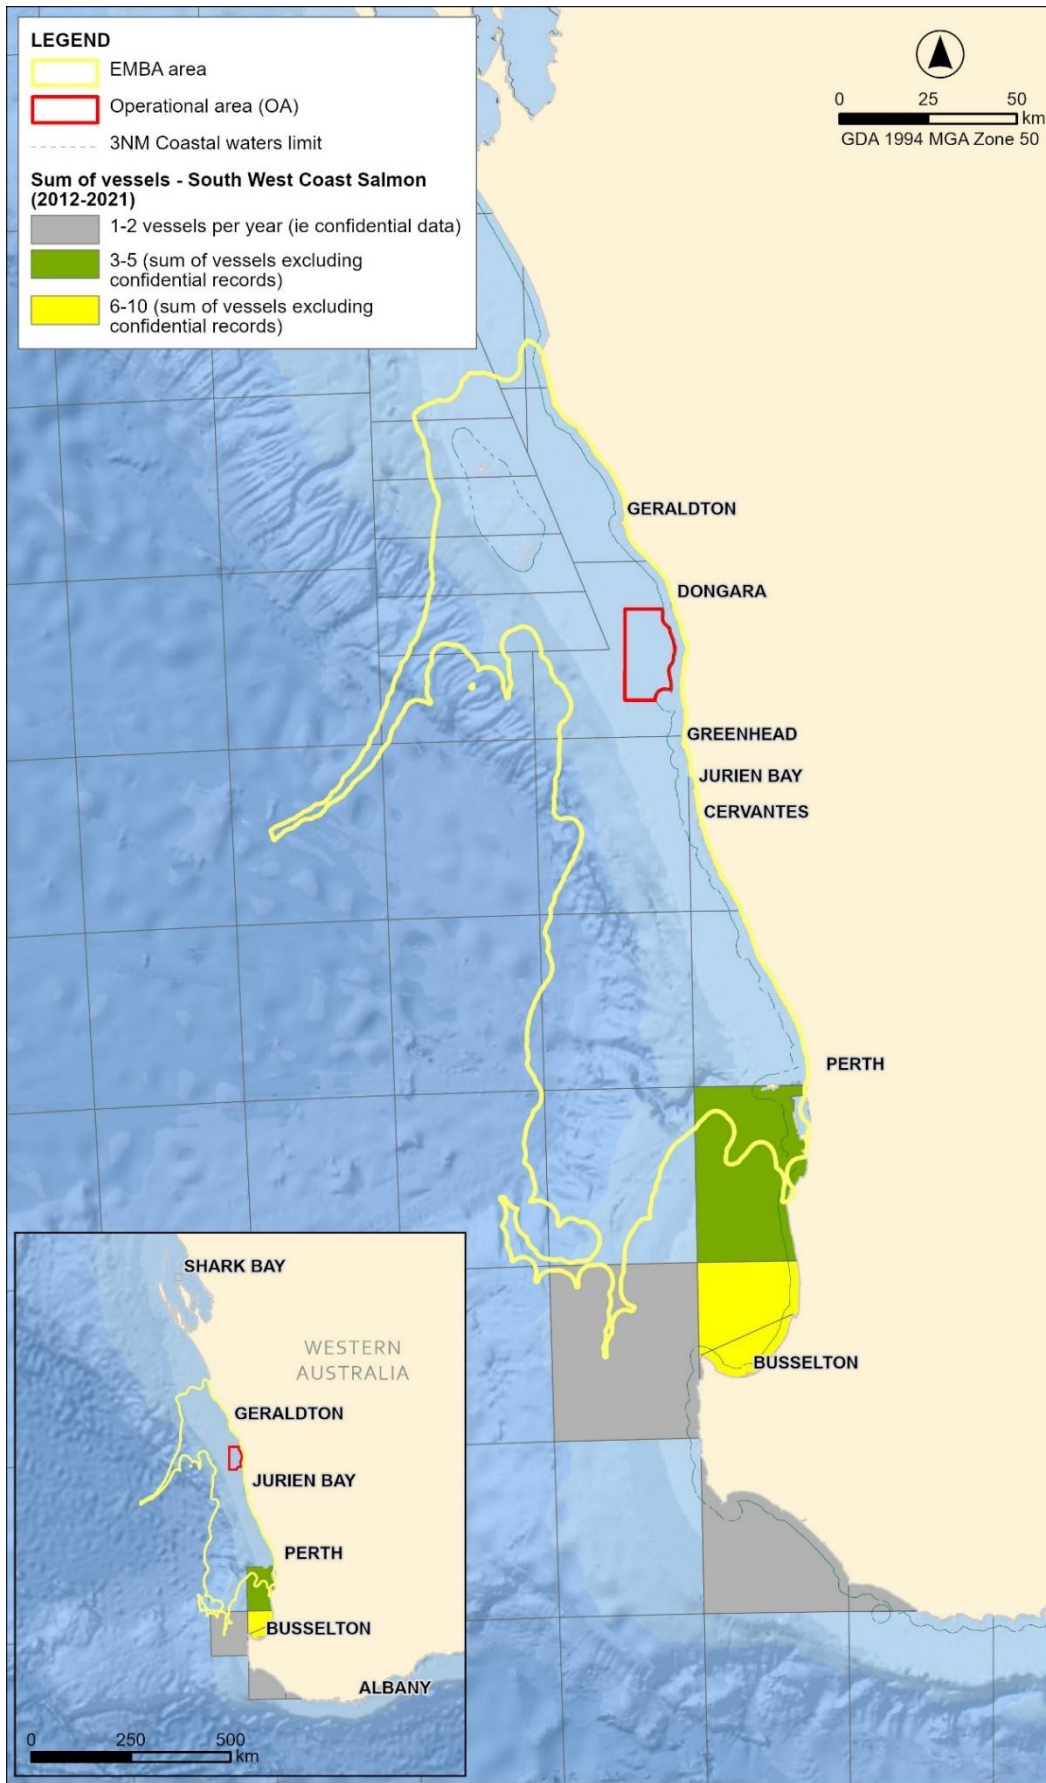 LEGEND
EMBA area
Operational area (OA)
3NM Coastal waters limit
Sum of vessels - South West Coast Salmon
(2012-2021)
1-2 vessels per year (ie confidential data)
3-5 (sum of vessels excluding
confidential records)
6-10 (sum of vessels excluding
confidential records)
0 25 50
km
GDA 1994 MGA Zone 50
GERALDTON
DONGARA
GREENHEAD
JURIEN BAY
CERVANTES
PERTH
BUSSELTON
SHARK BAY
WESTERN
AUSTRALIA
GERALDTON
JURIEN BAY
PERTH
BUSSELTON
ALBANY
0 250 500
km